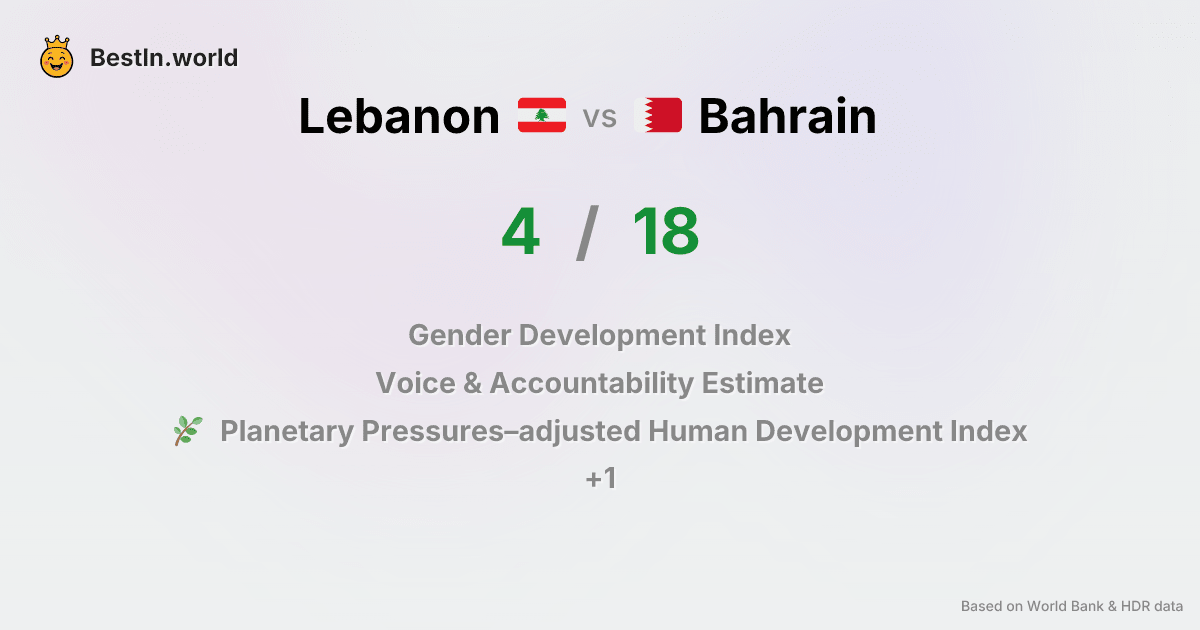 BestIn.world
Lebanon vs Bahrain
4 / 18
Gender Development Index
Voice & Accountability Estimate
Planetary Pressures–adjusted Human Development Index
+1
Based on World Bank & HDR data